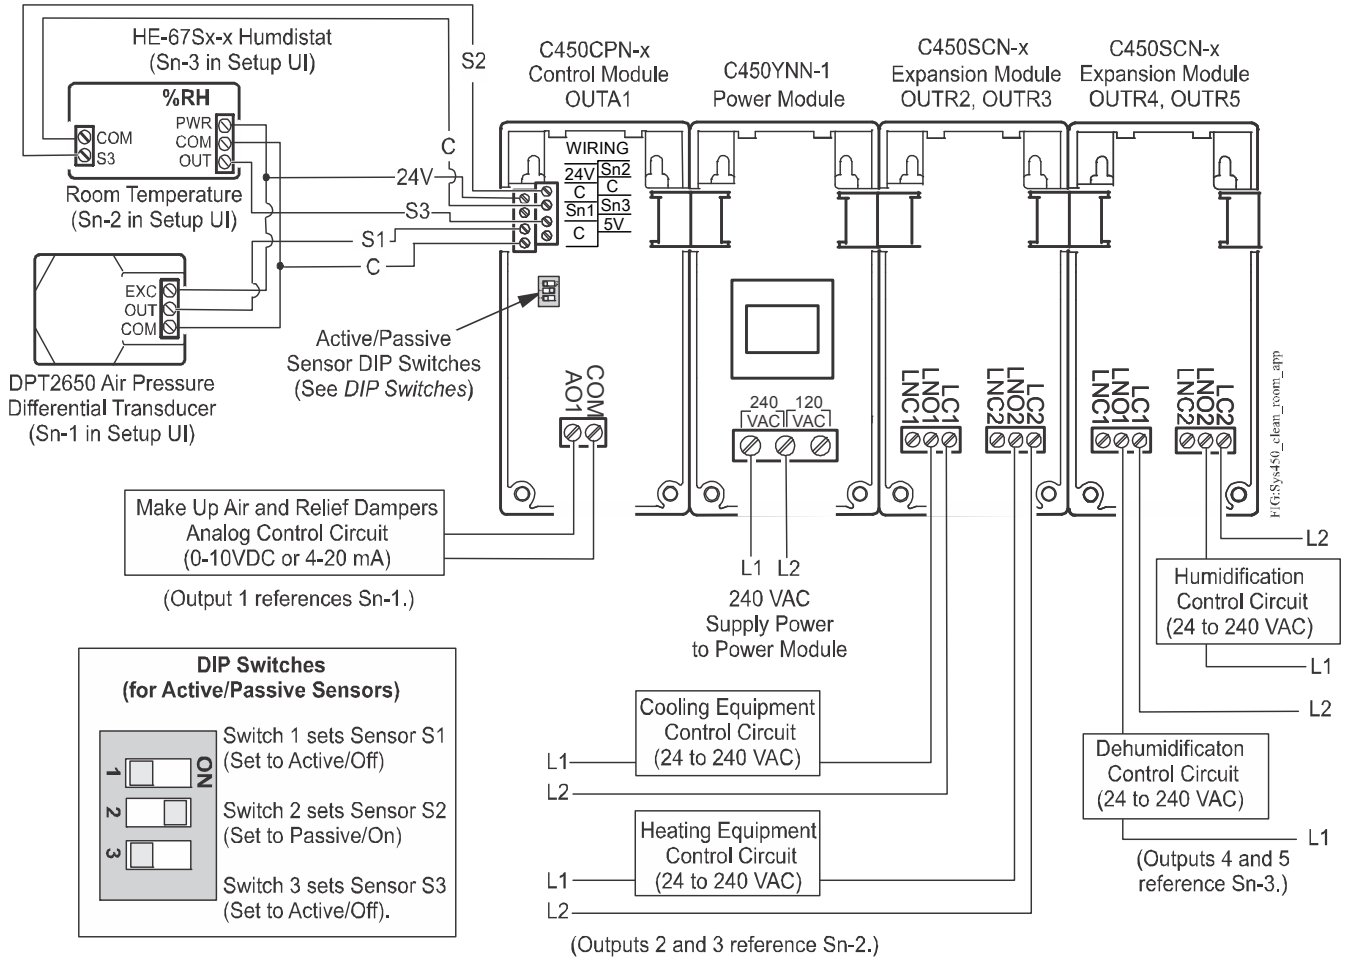 HE-67Sx-x Humdistat
(Sn-3 in Setup UI)
%RH
PWR
COM
OUT
COM
S3
Room Temperature
(Sn-2 in Setup UI)
EXC
OUT
COM
DPT2650 Air Pressure
Differential Transducer
(Sn-1 in Setup UI)
S2
C
24V
S3
S1
C
C450CPN-x
Control Module
OUTA1
WIRING
24V
Sn2
C
C
Sn1
Sn3
C
5V
Active/Passive
Sensor DIP Switches
(See DIP Switches)
AO1
COM
C450YNN-1
Power Module
240
VAC
120
VAC
L1
L2
240 VAC
Supply Power
to Power Module
C450SCN-x
Expansion Module
OUTR2, OUTR3
LNC1
LNO1
LC1
LNC2
LNO2
LC2
C450SCN-x
Expansion Module
OUTR4, OUTR5
LNC1
LNO1
LC1
LNC2
LNO2
LC2
FIG:Sys450_clean_room_app
Make Up Air and Relief Dampers
Analog Control Circuit
(0-10VDC or 4-20 mA)
(Output 1 references Sn-1.)
DIP Switches
(for Active/Passive Sensors)
1
2
3
ON
Switch 1 sets Sensor S1
(Set to Active/Off)
Switch 2 sets Sensor S2
(Set to Passive/On)
Switch 3 sets Sensor S3
(Set to Active/Off).
Cooling Equipment
Control Circuit
(24 to 240 VAC)
L1
L2
Heating Equipment
Control Circuit
(24 to 240 VAC)
L1
L2
(Outputs 2 and 3 reference Sn-2.)
L2
Humidification
Control Circuit
(24 to 240 VAC)
L1
L2
Dehumidificaton
Control Circuit
(24 to 240 VAC)
L1
(Outputs 4 and 5
reference Sn-3.)